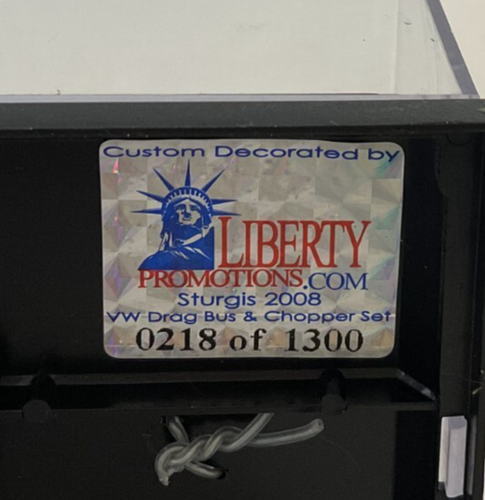 Custom Decorated by
LIBERTY
PROMOTIONS.COM
Sturgis 2008
VW Drag Bus & Chopper Set
0218 of 1300